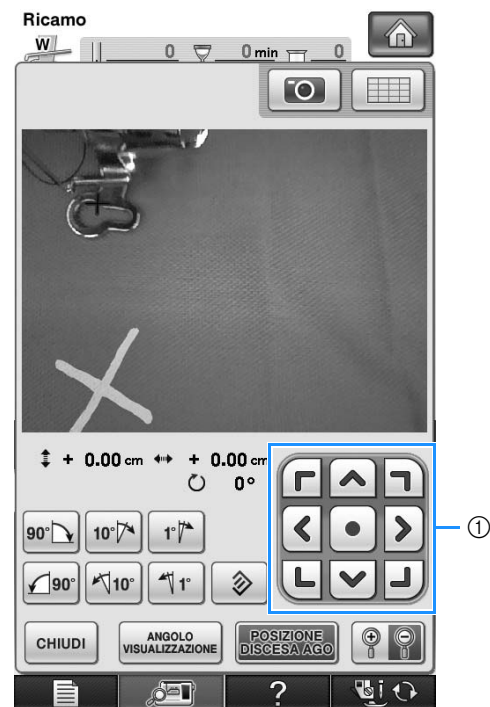 Ricamo
W
0 0 min 0
+ 0.00 cm + 0.00 cm
0°
90° 10° 1°
90° 10° 1°
CHIUDI
ANGOLO
VISUALIZZAZIONE
POSIZIONE
DISCESA AGO
?
①